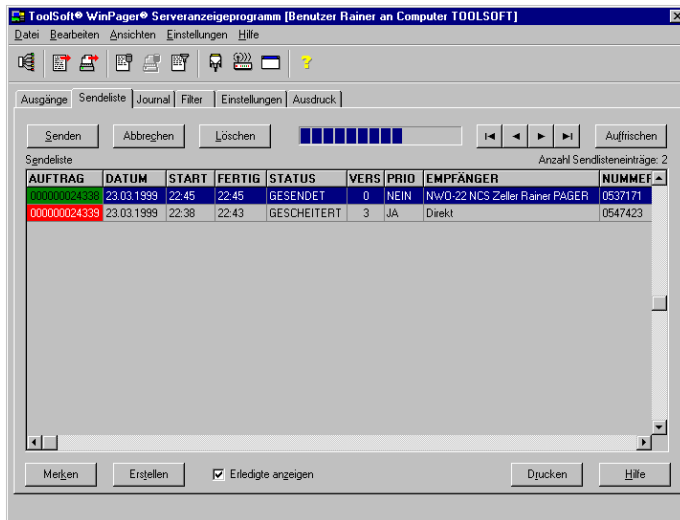 ToolSoft® WinPager® Serveranzeigeprogramm [Benutzer Rainer an Computer TOOLSOFT]
Datei Bearbeiten Ansichten Einstellungen Hilfe
Ausgänge Sendeliste Journal Filter Einstellungen Ausdruck
Senden Abbrechen Löschen Auffrischen
Sendeliste Anzahl Sendlisteneinträge: 2
AUFTRAG DATUM START FERTIG STATUS VERS PRIO EMPFÄNGER NUMMER
000000024338 23.03.1999 22:45 22:45 GESENDET 0 NEIN NWO-22 NCS Zeller Rainer PAGER 0537171
000000024339 23.03.1999 22:38 22:43 GESCHEITERT 3 JA Direkt 0547423
Merken Erstellen Erledigte anzeigen Drucken Hilfe